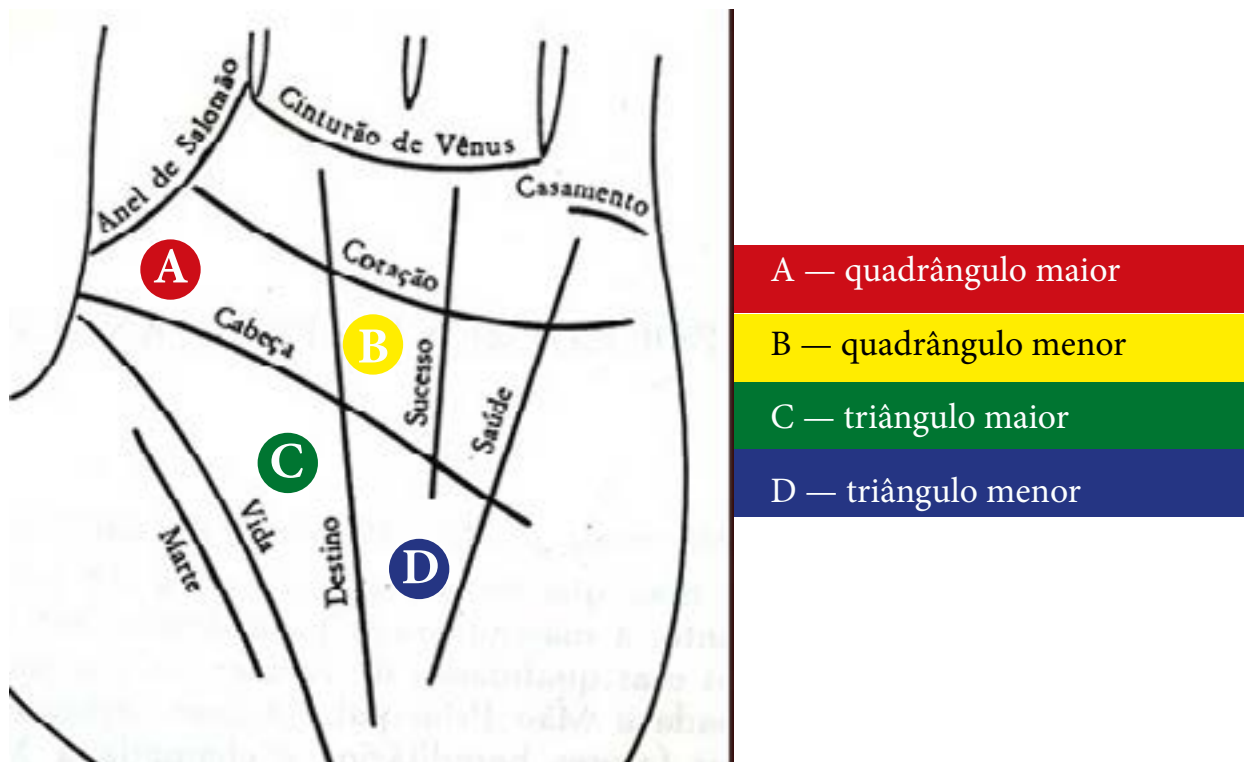 Anel de Salomão
Cinturão de Vênus
Casamento
A
Coração
Cabeça
B
Sucesso
Saúde
C
Vida
Marte
Destino
D
A — quadrângulo maior
B — quadrângulo menor
C — triângulo maior
D — triângulo menor